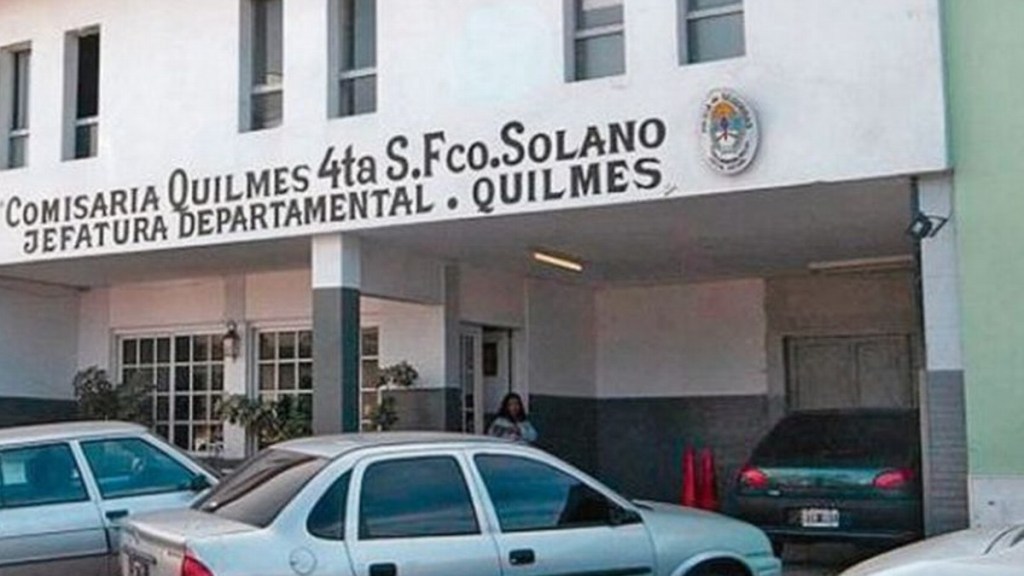 COMISARIA QUILMES 4ta S.Fco.SOLANO
JEFATURA DEPARTAMENTAL . QUILMES